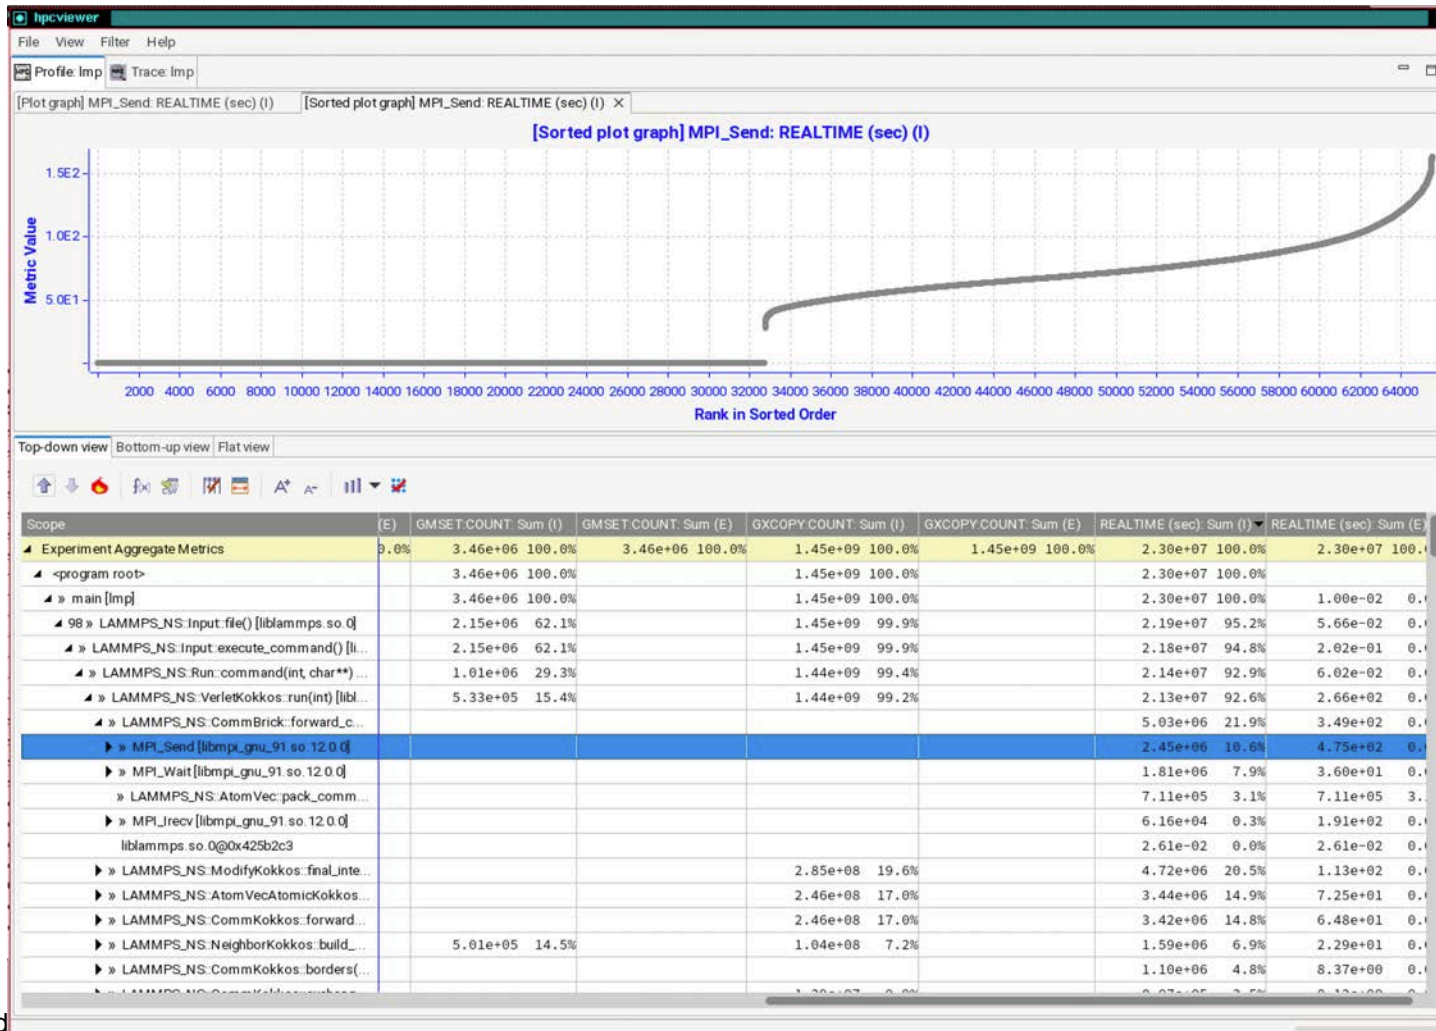 hpcviewer
File View Filter Help
Profile: lmp Trace: lmp
[Plot graph] MPI_Send: REALTIME (sec) (I) [Sorted plot graph] MPI_Send: REALTIME (sec) (I)
[Sorted plot graph] MPI_Send: REALTIME (sec) (I)
Metric Value
1.5E2
1.0E2
5.0E1
2000 4000 6000 8000 10000 12000 14000 16000 18000 20000 22000 24000 26000 28000 30000 32000 34000 36000 38000 40000 42000 44000 46000 48000 50000 52000 54000 56000 58000 60000 62000 64000
Rank in Sorted Order
Top-down view Bottom-up view Flat view
Scope (E) GMSET:COUNT: Sum (I) GMSET:COUNT: Sum (E) GXCOPY:COUNT: Sum (I) GXCOPY:COUNT: Sum (E) REALTIME (sec): Sum (I) REALTIME (sec): Sum (E)
Experiment Aggregate Metrics 0.0% 3.46e+06 100.0% 3.46e+06 100.0% 1.45e+09 100.0% 1.45e+09 100.0% 2.30e+07 100.0% 2.30e+07 100.
<program root> 3.46e+06 100.0% 1.45e+09 100.0% 2.30e+07 100.0%
» main [lmp] 3.46e+06 100.0% 1.45e+09 100.0% 2.30e+07 100.0% 1.00e-02 0.
98 » LAMMPS_NS::Input::file() [liblammps.so.0] 2.15e+06 62.1% 1.45e+09 99.9% 2.19e+07 95.2% 5.66e-02 0.
» LAMMPS_NS::Input::execute_command() [li... 2.15e+06 62.1% 1.45e+09 99.9% 2.18e+07 94.8% 2.02e-01 0.
» LAMMPS_NS::Run::command(int, char**) ... 1.01e+06 29.3% 1.44e+09 99.4% 2.14e+07 92.9% 6.02e-02 0.
» LAMMPS_NS::VerletKokkos::run(int) [libl... 5.33e+05 15.4% 1.44e+09 99.2% 2.13e+07 92.6% 2.66e+02 0.
» LAMMPS_NS::CommBrick::forward_c... 5.03e+06 21.9% 3.49e+02 0.
» MPI_Send [libmpi_gnu_91.so.12.0.0] 2.45e+06 10.6% 4.75e+02 0.
» MPI_Wait [libmpi_gnu_91.so.12.0.0] 1.81e+06 7.9% 3.60e+01 0.
» LAMMPS_NS::AtomVec::pack_comm... 7.11e+05 3.1% 7.11e+05 3.
» MPI_Irecv [libmpi_gnu_91.so.12.0.0] 6.16e+04 0.3% 1.91e+02 0.
liblammps.so.0@0x425b2c3 2.61e-02 0.0% 2.61e-02 0.
» LAMMPS_NS::ModifyKokkos::final_inte... 2.85e+08 19.6% 4.72e+06 20.5% 1.13e+02 0.
» LAMMPS_NS::AtomVecAtomicKokkos... 2.46e+08 17.0% 3.44e+06 14.9% 7.25e+01 0.
» LAMMPS_NS::CommKokkos::forward... 2.46e+08 17.0% 3.42e+06 14.8% 6.48e+01 0.
» LAMMPS_NS::NeighborKokkos::build_... 5.01e+05 14.5% 1.04e+08 7.2% 1.59e+06 6.9% 2.29e+01 0.
» LAMMPS_NS::CommKokkos::borders(... 1.10e+06 4.8% 8.37e+00 0.